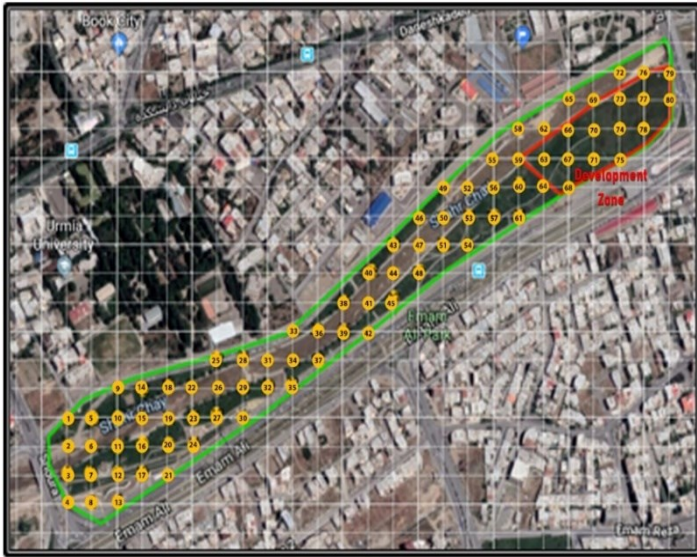 Book City
72 76 79
65 69 73 77 80
58 62 66 70 74 78
55 59 63 67 71 75
Development
Zone
49 52 56 60 64 68
46 50 53 57 61
Urmia
University
43 47 51 54
40 44 48
38 41 45
Emam
Ali Park
33 36 39 42
25 28 31 34 37
9 14 18 22 26 29 32 35
Shahr Chay
1 5 10 15 19 23 27 30
2 6 11 16 20 24
3 7 12 17 21
Emam Ali
4 8 13
Emam Ali
Emam Reza